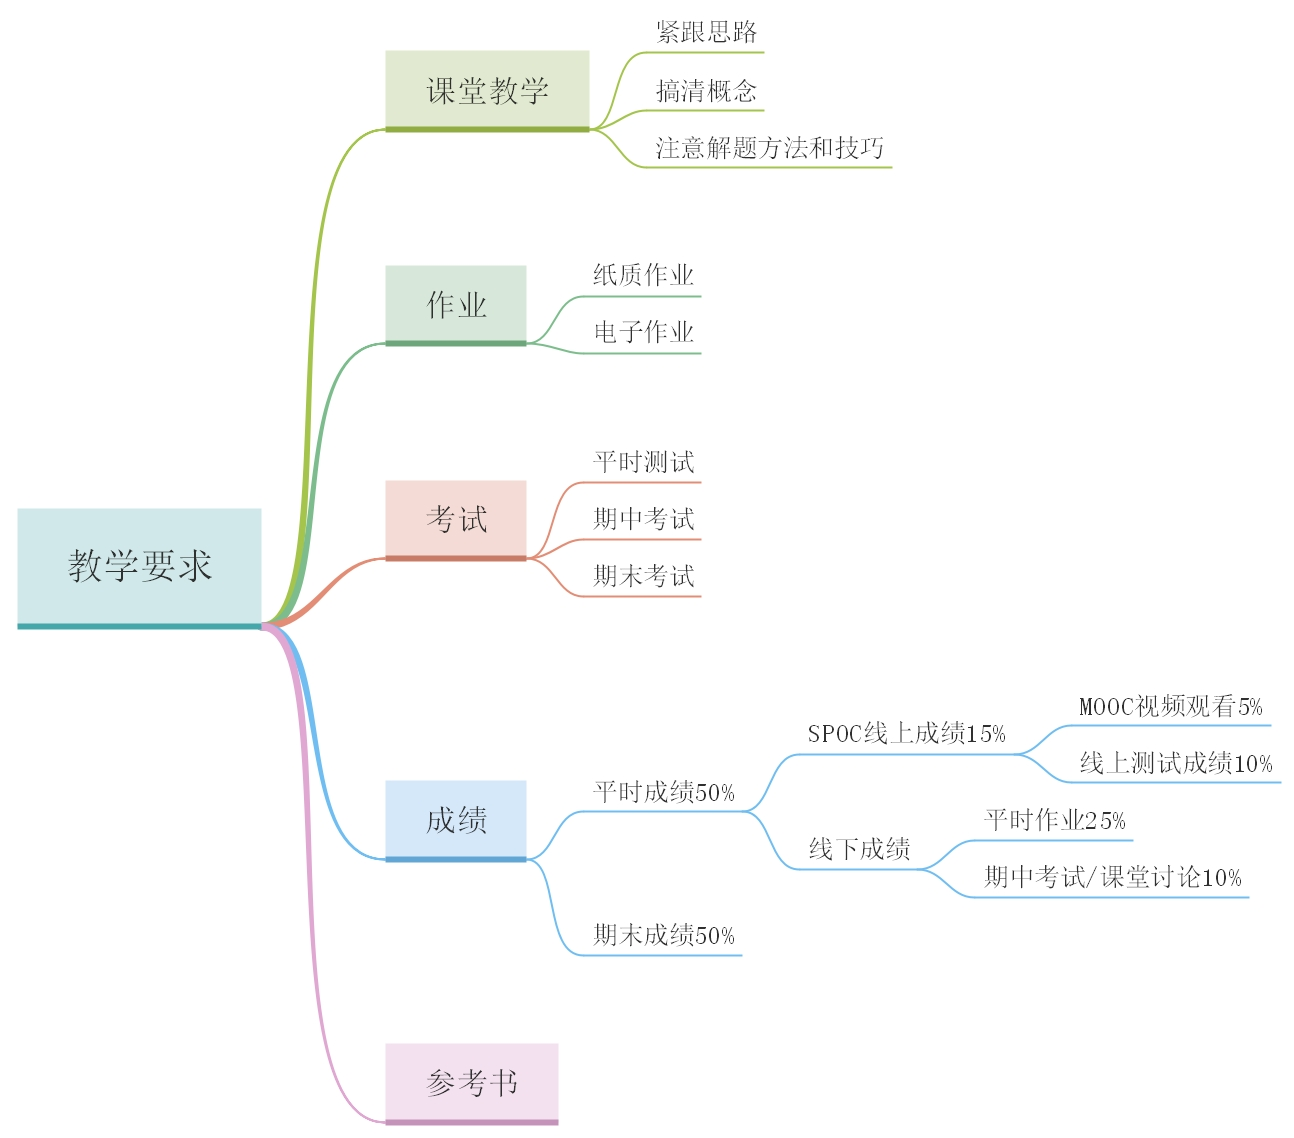 教学要求
课堂教学
紧跟思路
搞清概念
注意解题方法和技巧
作业
纸质作业
电子作业
考试
平时测试
期中考试
期末考试
成绩
平时成绩50%
SPOC线上成绩15%
MOOC视频观看5%
线上测试成绩10%
线下成绩
平时作业25%
期中考试/课堂讨论10%
期末成绩50%
参考书